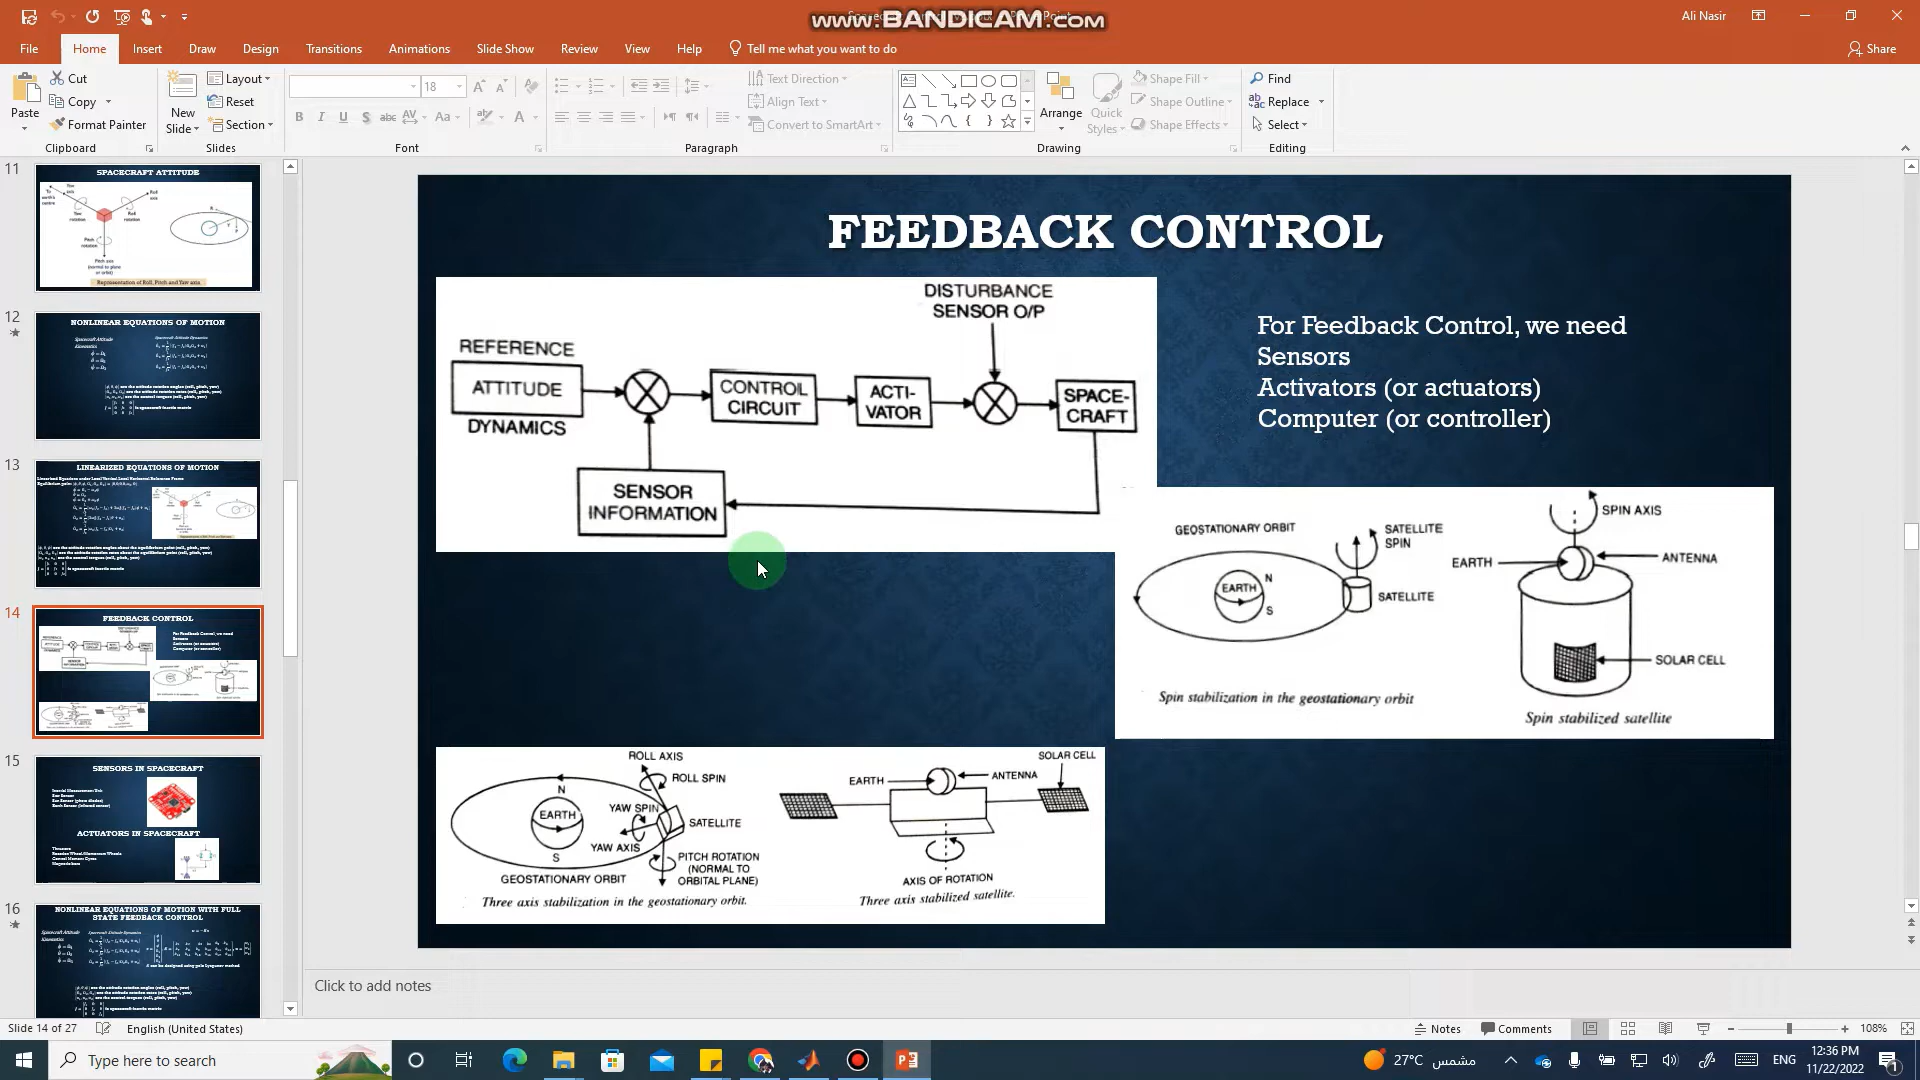 www.BANDICAM.com
Ali Nasir
File
Home
Insert
Draw
Design
Transitions
Animations
Slide Show
Review
View
Help
Tell me what you want to do
Share
Paste
Cut
Copy
Format Painter
Clipboard
New
Slide
Layout
Reset
Section
Slides
18
Font
Text Direction
Align Text
Convert to SmartArt
Paragraph
Arrange
Quick
Styles
Shape Fill
Shape Outline
Shape Effects
Drawing
Find
Replace
Select
Editing
11
SPACECRAFT ATTITUDE
12
NONLINEAR EQUATIONS OF MOTION
13
LINEARIZED EQUATIONS OF MOTION
14
FEEDBACK CONTROL
15
SENSORS IN SPACECRAFT
ACTUATORS IN SPACECRAFT
16
NONLINEAR EQUATIONS OF MOTION WITH FULL
STATE FEEDBACK CONTROL
FEEDBACK CONTROL
DISTURBANCE
SENSOR O/P
REFERENCE
ATTITUDE
DYNAMICS
CONTROL
CIRCUIT
ACTI-
VATOR
SPACE-
CRAFT
SENSOR
INFORMATION
For Feedback Control, we need
Sensors
Activators (or actuators)
Computer (or controller)
GEOSTATIONARY ORBIT
SATELLITE
SPIN
EARTH
N
S
SATELLITE
Spin stabilization in the geostationary orbit
SPIN AXIS
EARTH
ANTENNA
SOLAR CELL
Spin stabilized satellite
ROLL AXIS
ROLL SPIN
N
EARTH
S
YAW SPIN
SATELLITE
YAW AXIS
PITCH ROTATION
(NORMAL TO
ORBITAL PLANE)
GEOSTATIONARY ORBIT
Three axis stabilization in the geostationary orbit.
SOLAR CELL
EARTH
ANTENNA
AXIS OF ROTATION
Three axis stabilized satellite.
Click to add notes
Slide 14 of 27
English (United States)
Notes
Comments
108%
Type here to search
27°C
مشمس
ENG
12:36 PM
11/22/2022